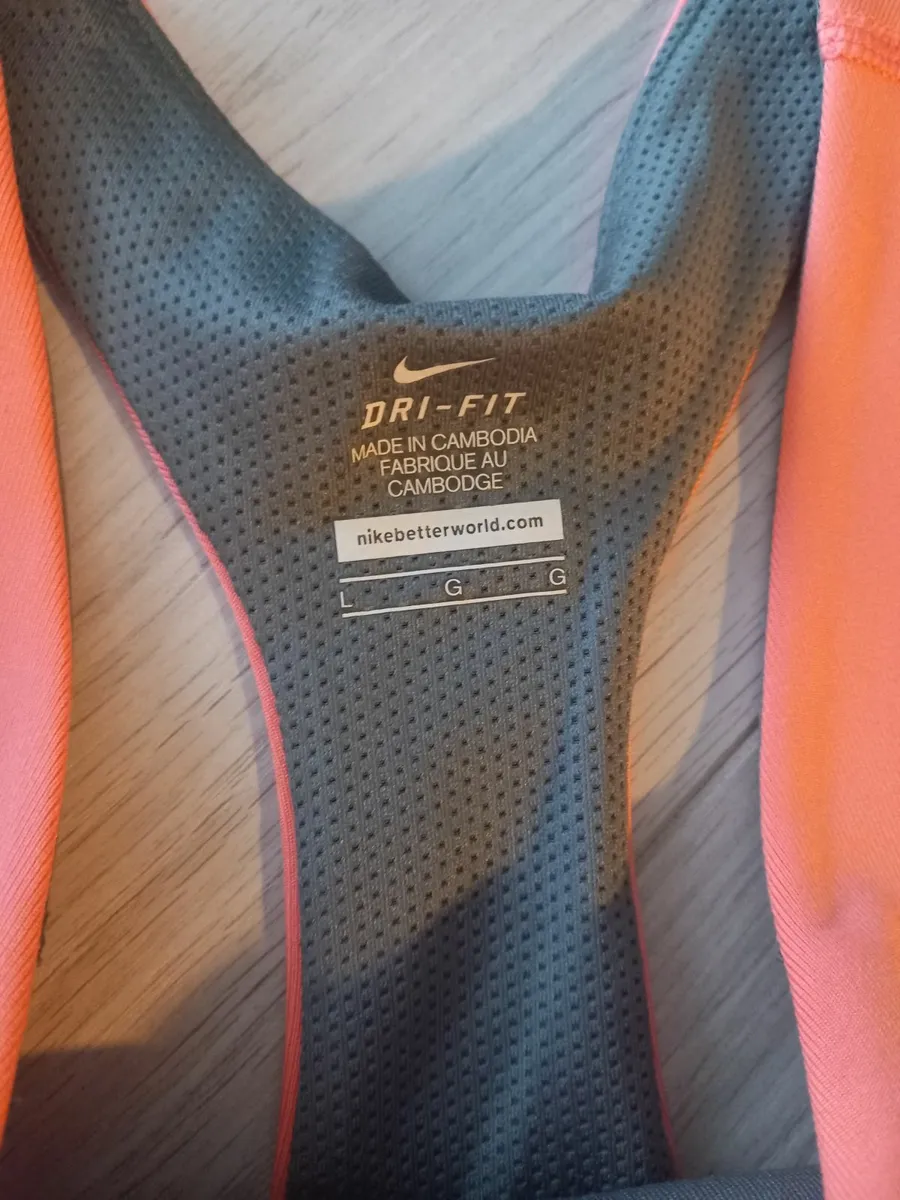 DRI-FIT
MADE IN CAMBODIA
FABRIQUE AU
CAMBODGE
nikebetterworld.com
L G G